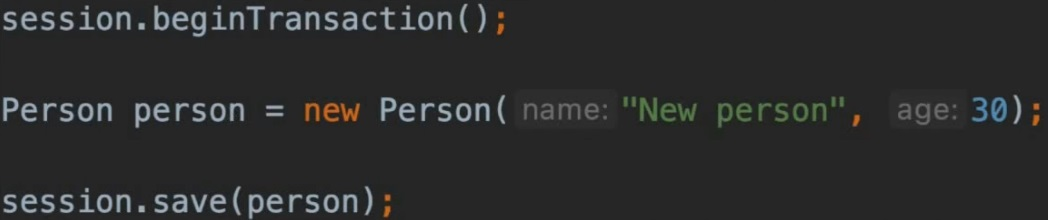 session.beginTransaction();
Person person = new Person( name: "New person", age: 30);
session.save(person);